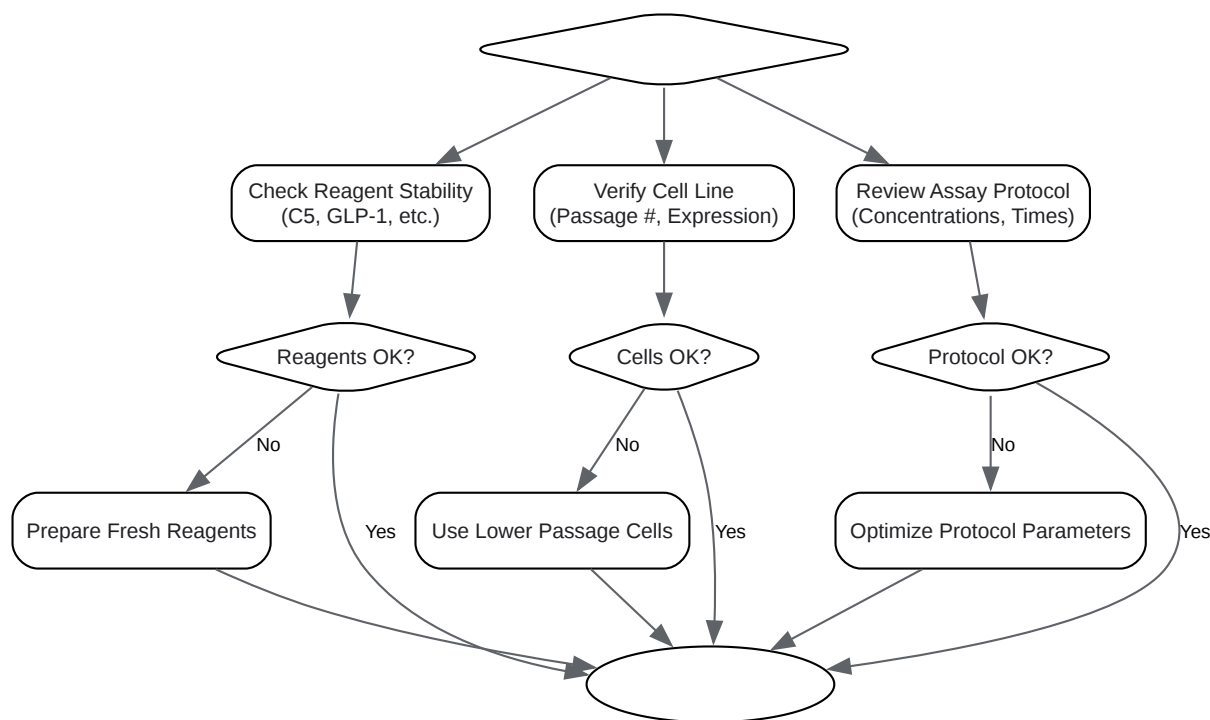 Check Reagent Stability
(C5, GLP-1, etc.)
Verify Cell Line
(Passage #, Expression)
Review Assay Protocol
(Concentrations, Times)
Reagents OK?
Cells OK?
Protocol OK?
No
No
No
Prepare Fresh Reagents
Yes
Use Lower Passage Cells
Yes
Optimize Protocol Parameters
Yes